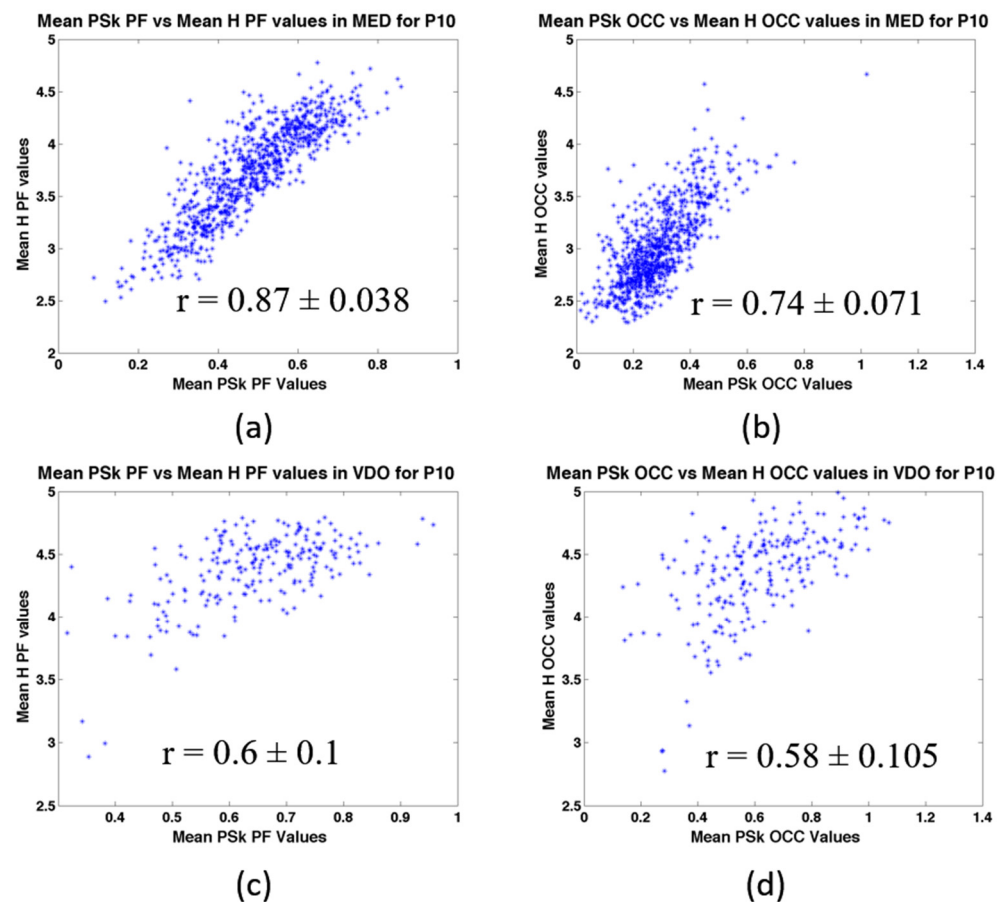 Mean PSk PF vs Mean H PF values in MED for P10
5
4.5
4
3.5
3
2.5
2
Mean H PF values
r = 0.87 ± 0.038
0 0.2 0.4 0.6 0.8 1
Mean PSk PF Values
(a)
Mean PSk OCC vs Mean H OCC values in MED for P10
5
4.5
4
3.5
3
2.5
2
Mean H OCC values
r = 0.74 ± 0.071
0 0.2 0.4 0.6 0.8 1 1.2 1.4
Mean PSk OCC Values
(b)
Mean PSk PF vs Mean H PF values in VDO for P10
5
4.5
4
3.5
3
2.5
Mean H PF values
r = 0.6 ± 0.1
0.4 0.5 0.6 0.7 0.8 0.9 1
Mean PSk PF Values
(c)
Mean PSk OCC vs Mean H OCC values in VDO for P10
5
4.5
4
3.5
3
2.5
Mean H OCC values
r = 0.58 ± 0.105
0 0.2 0.4 0.6 0.8 1 1.2 1.4
Mean PSk OCC Values
(d)